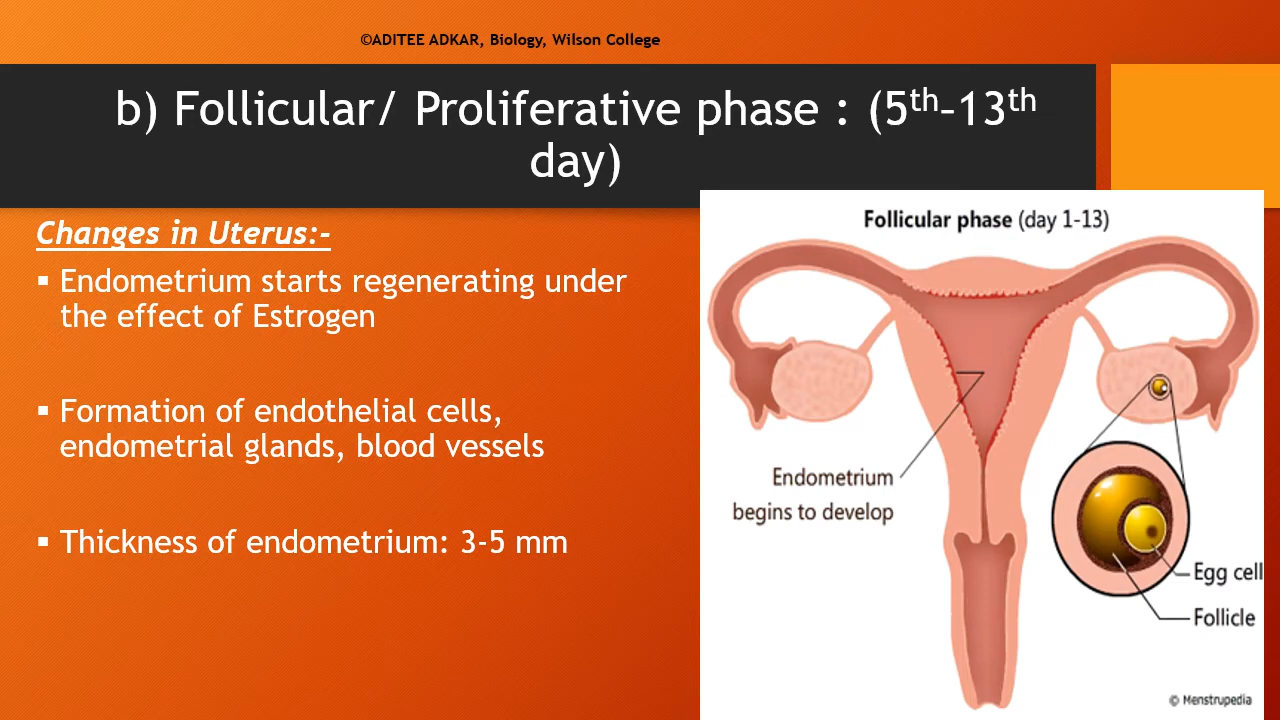 ©ADITEE ADKAR, Biology, Wilson College
b) Follicular/ Proliferative phase : (5th-13th
day)
Changes in Uterus:-
▪ Endometrium starts regenerating under
the effect of Estrogen
▪ Formation of endothelial cells,
endometrial glands, blood vessels
▪ Thickness of endometrium: 3-5 mm
Follicular phase (day 1-13)
Endometrium
begins to develop
Egg cell
Follicle
© Menstrupedia